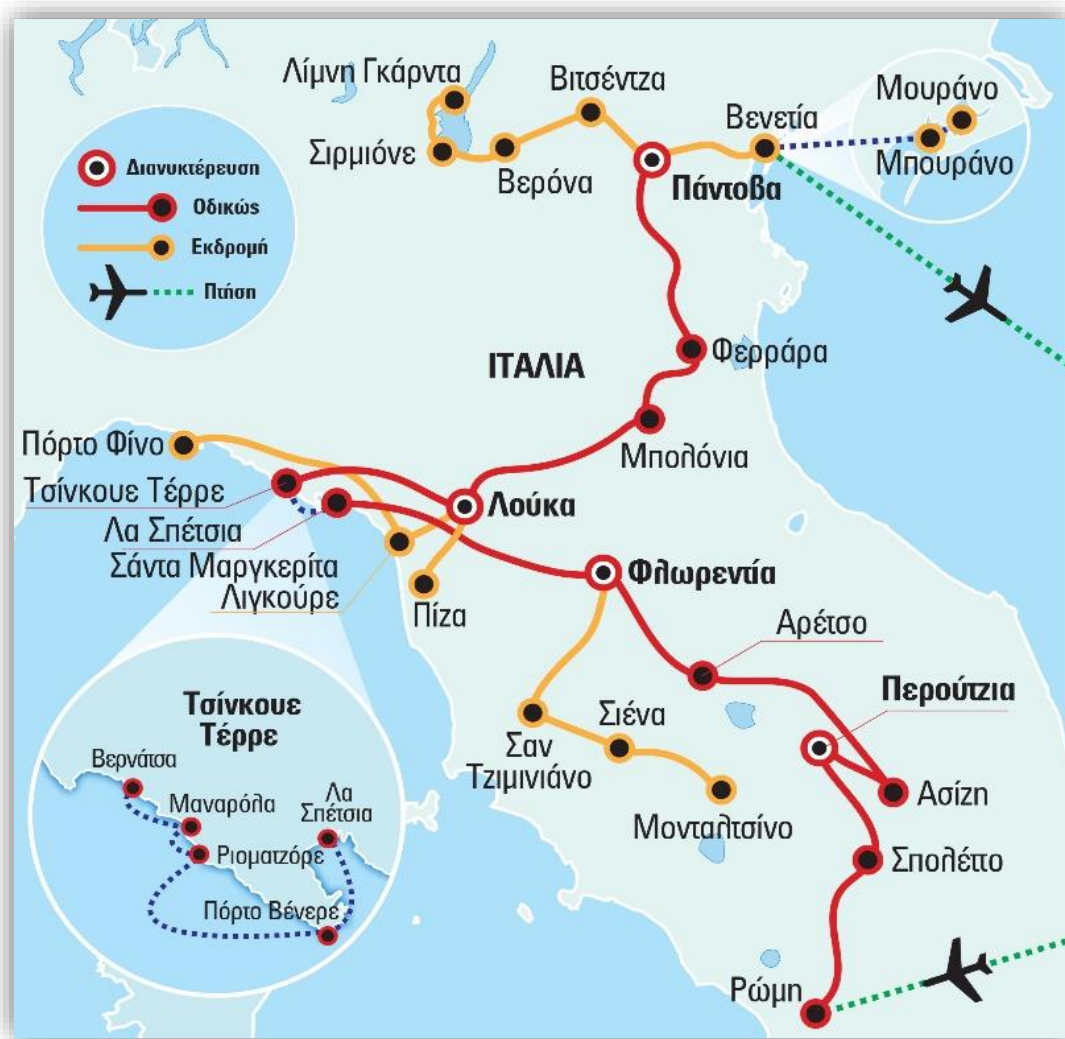 Λίμνη Γκάρντα
Βιτσέντζα
Βενετία
Μουράνο
Μπουράνο
Σιρμιόνε
Βερόνα
Πάντοβα
Διανυκτέρευση
Οδικώς
Εκδρομή
Πτήση
ΙΤΑΛΙΑ
Φερράρα
Μπολόνια
Πόρτο Φίνο
Τσίνκουε Τέρρε
Λα Σπέτσια
Σάντα Μαργκερίτα
Λιγκούρε
Λούκα
Πίζα
Φλωρεντία
Αρέτσο
Περούτζια
Σαν
Τζιμινιάνο
Σιένα
Μονταλτσίνο
Ασίζη
Σπολέττο
Ρώμη
Τσίνκουε
Τέρρε
Βερνάτσα
Μαναρόλα
Λα
Σπέτσια
Ριοματζόρε
Πόρτο Βένερε